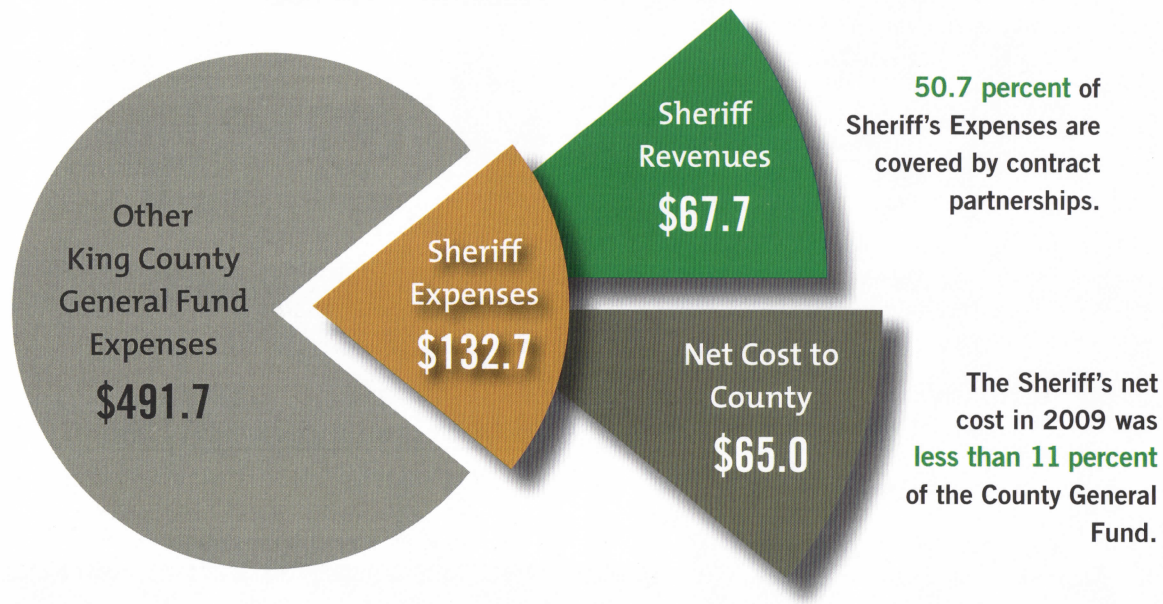 Other
King County
General Fund
Expenses
$491.7
Sheriff
Expenses
$132.7
Sheriff
Revenues
$67.7
50.7 percent of
Sheriff's Expenses are
covered by contract
partnerships.
Net Cost to
County
$65.0
The Sheriff's net
cost in 2009 was
less than 11 percent
of the County General
Fund.